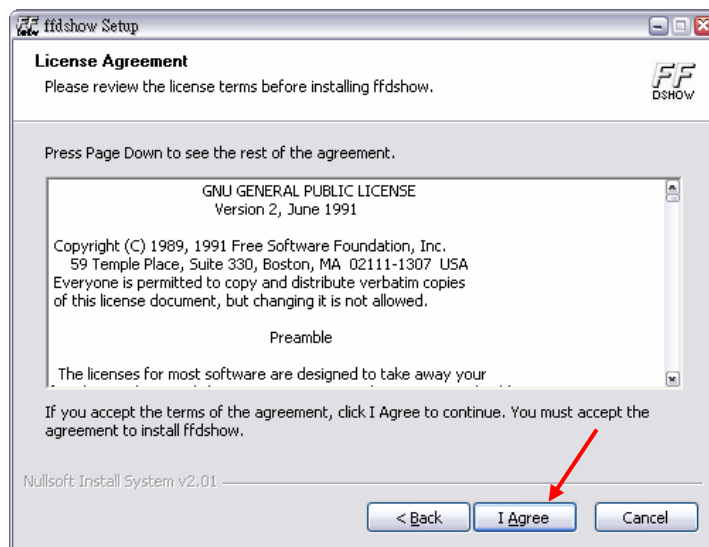 ffdshow Setup
License Agreement
Please review the license terms before installing ffdshow.
FF
DSHOW
Press Page Down to see the rest of the agreement.
GNU GENERAL PUBLIC LICENSE
Version 2, June 1991
Copyright (C) 1989, 1991 Free Software Foundation, Inc.
59 Temple Place, Suite 330, Boston, MA 02111-1307 USA
Everyone is permitted to copy and distribute verbatim copies
of this license document, but changing it is not allowed.
Preamble
The licenses for most software are designed to take away your
If you accept the terms of the agreement, click I Agree to continue. You must accept the
agreement to install ffdshow.
Nullsoft Install System v2.01
< Back
I Agree
Cancel